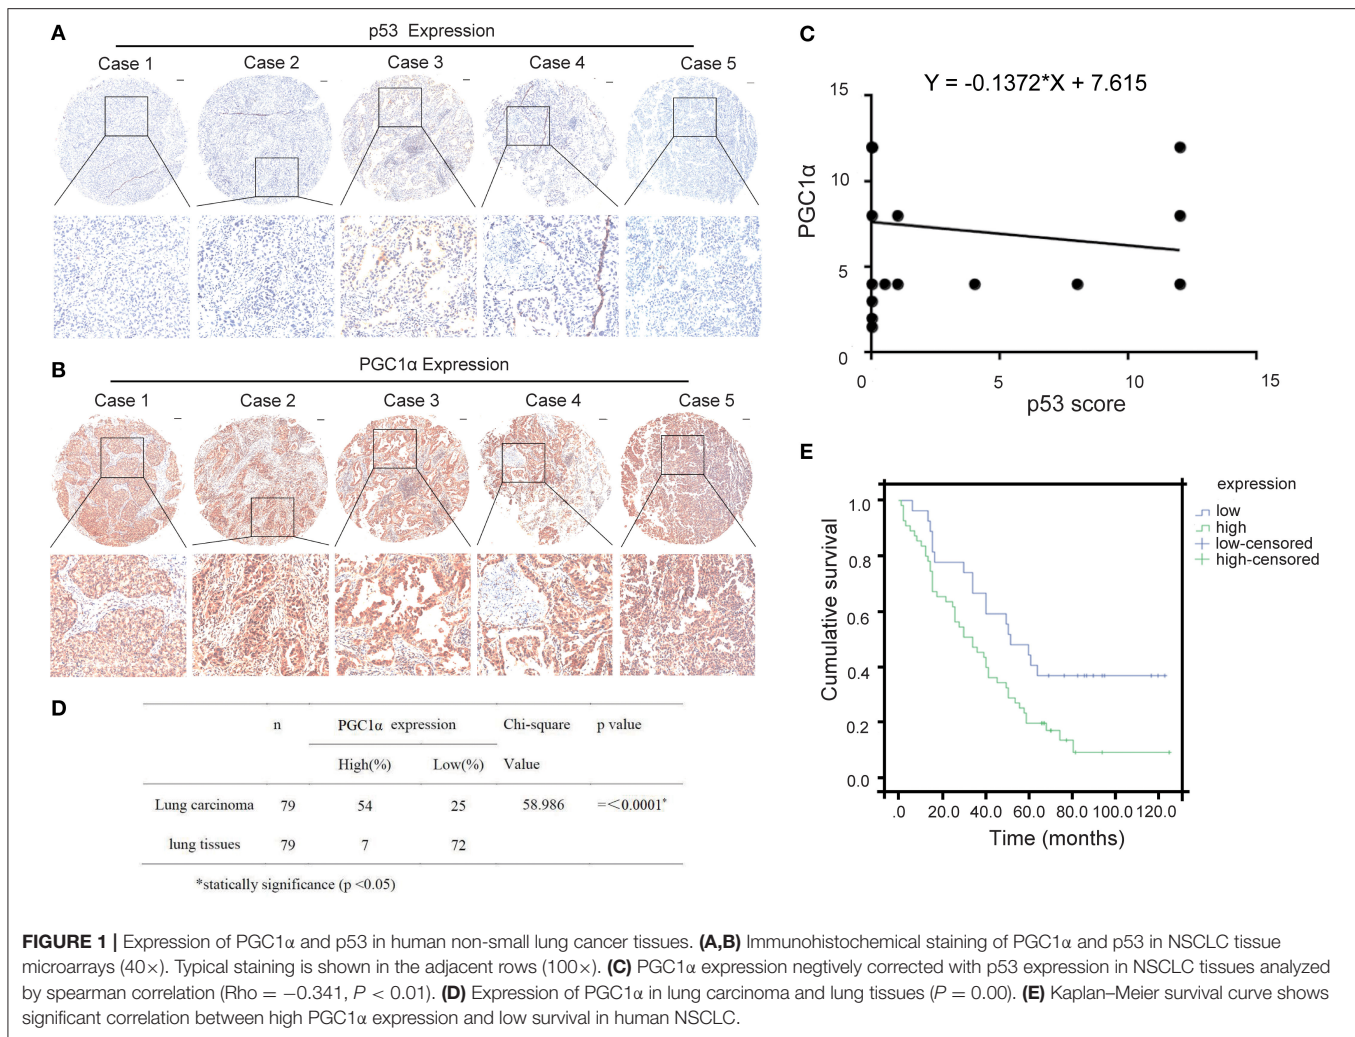 A
p53 Expression
Case 1 Case 2 Case 3 Case 4 Case 5
B
PGC1α Expression
Case 1 Case 2 Case 3 Case 4 Case 5
C
Y = -0.1372*X + 7.615
15
10
5
0
PGC1α
0 5 10 15
p53 score
D
n PGC1α expression Chi-square p value
High(%) Low(%) Value
Lung carcinoma 79 54 25 58.986 =<0.0001*
lung tissues 79 7 72
*statically significance (p <0.05)
E
expression
low
high
low-censored
high-censored
1.0
0.8
0.6
0.4
0.2
0.0
Cumulative survival
.0 20.0 40.0 60.0 80.0 100.0 120.0
Time (months)
FIGURE 1 | Expression of PGC1α and p53 in human non-small lung cancer tissues. (A,B) Immunohistochemical staining of PGC1α and p53 in NSCLC tissue
microarrays (40×). Typical staining is shown in the adjacent rows (100×). (C) PGC1α expression negtively corrected with p53 expression in NSCLC tissues analyzed
by spearman correlation (Rho = −0.341, P < 0.01). (D) Expression of PGC1α in lung carcinoma and lung tissues (P = 0.00). (E) Kaplan–Meier survival curve shows
significant correlation between high PGC1α expression and low survival in human NSCLC.